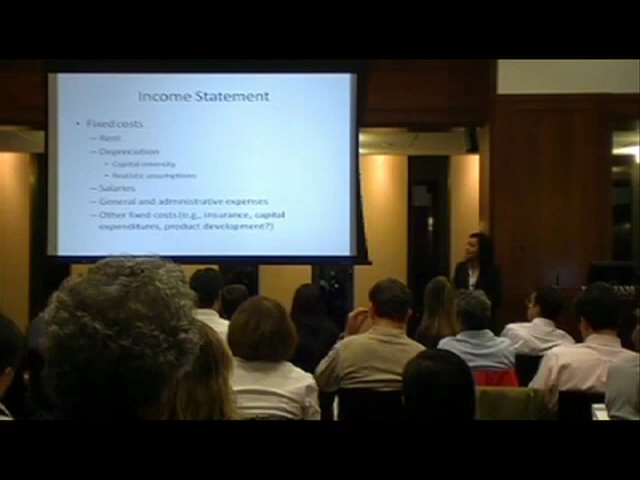 Income Statement
• Fixed costs
– Rent
– Depreciation
• Capital intensity
• Realistic assumptions
– Salaries
– General and administrative expenses
– Other fixed costs (e.g., insurance, capital
expenditures, product development?)